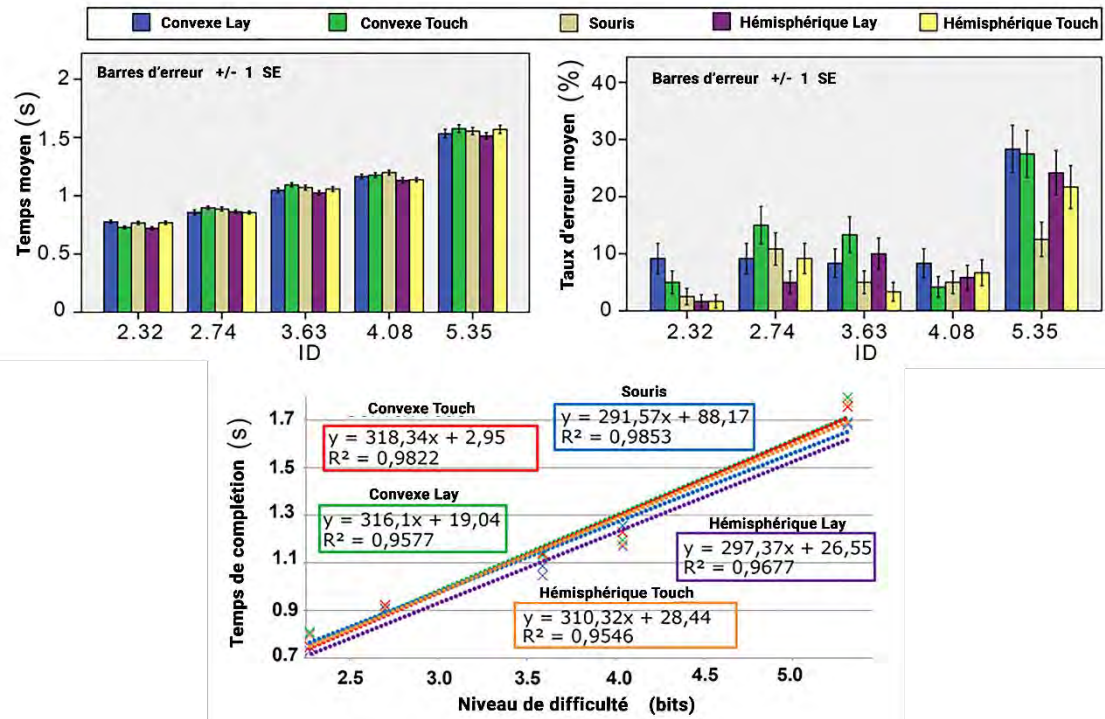 Convexe Lay Convexe Touch Souris Hémisphérique Lay Hémisphérique Touch
Barres d'erreur +/- 1 SE
Temps moyen (s)
2
1.5
1
0.5
0
2.32 2.74 3.63 4.08 5.35
ID
Barres d'erreur +/- 1 SE
Taux d'erreur moyen (%)
40
30
20
10
0
2.32 2.74 3.63 4.08 5.35
ID
Temps de complétion (s)
1.7
1.5
1.3
1.1
0.9
0.7
Convexe Touch
y = 318,34x + 2,95
R² = 0,9822
Souris
y = 291,57x + 88,17
R² = 0,9853
Convexe Lay
y = 316,1x + 19,04
R² = 0,9577
Hémisphérique Lay
y = 297,37x + 26,55
R² = 0,9677
Hémisphérique Touch
y = 310,32x + 28,44
R² = 0,9546
2.5 3.0 3.5 4.0 4.5 5.0
Niveau de difficulté (bits)